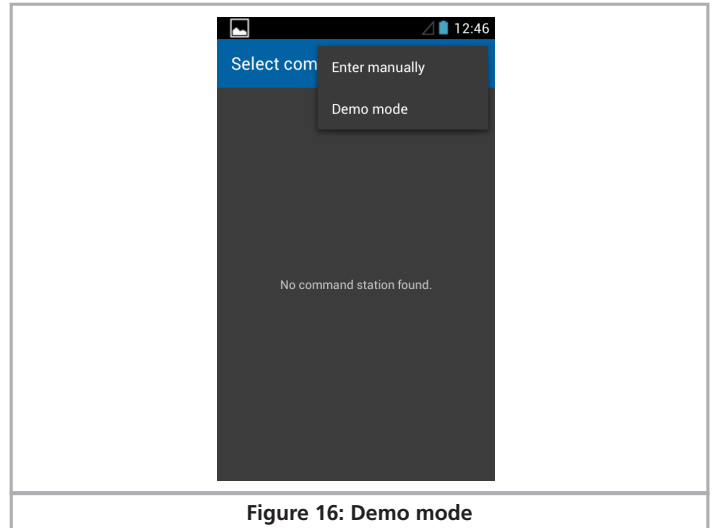 12:46
Select com
Enter manually
Demo mode
No command station found.
Figure 16: Demo mode